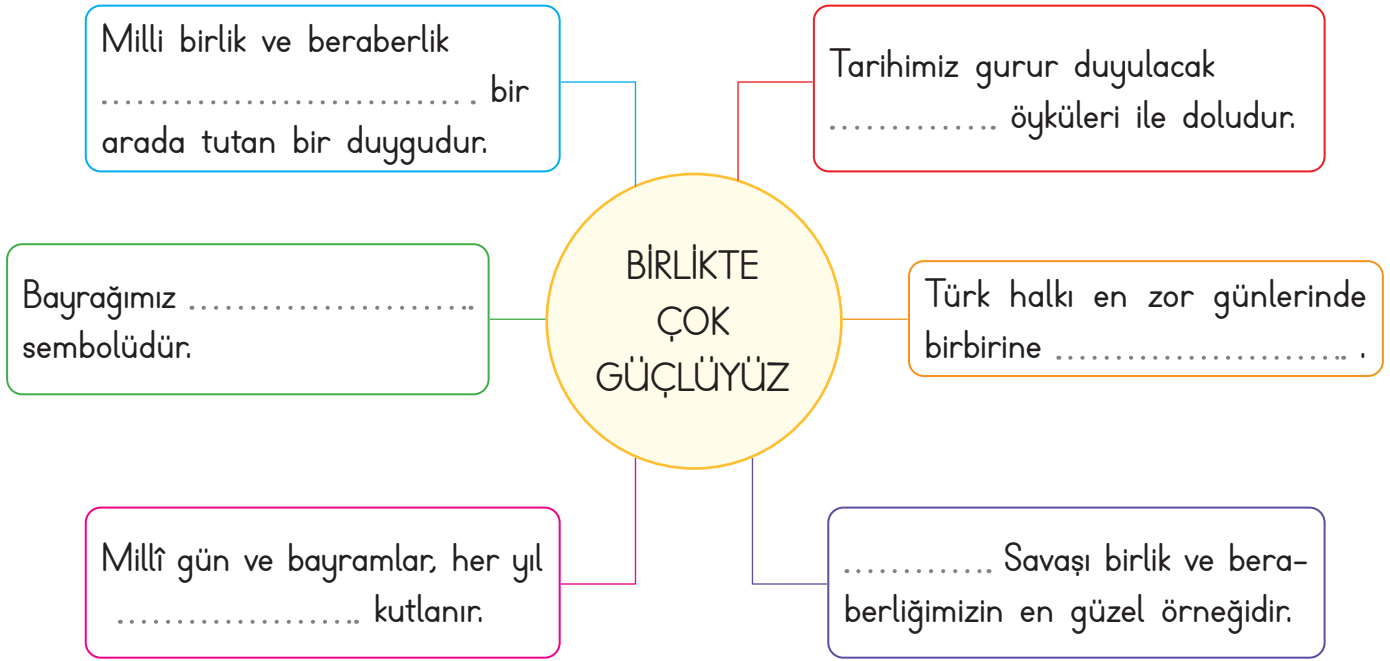 Milli birlik ve beraberlik
............................... bir
arada tutan bir duygudur.
Tarihimiz gurur duyulacak
.............. öyküleri ile doludur.
Bayrağımız ........................
sembolüdür.
BİRLİKTE
ÇOK
GÜÇLÜYÜZ
Türk halkı en zor günlerinde
birbirine ......................... .
Millî gün ve bayramlar, her yıl
..................... kutlanır.
............. Savaşı birlik ve bera-
berliğimizin en güzel örneğidir.